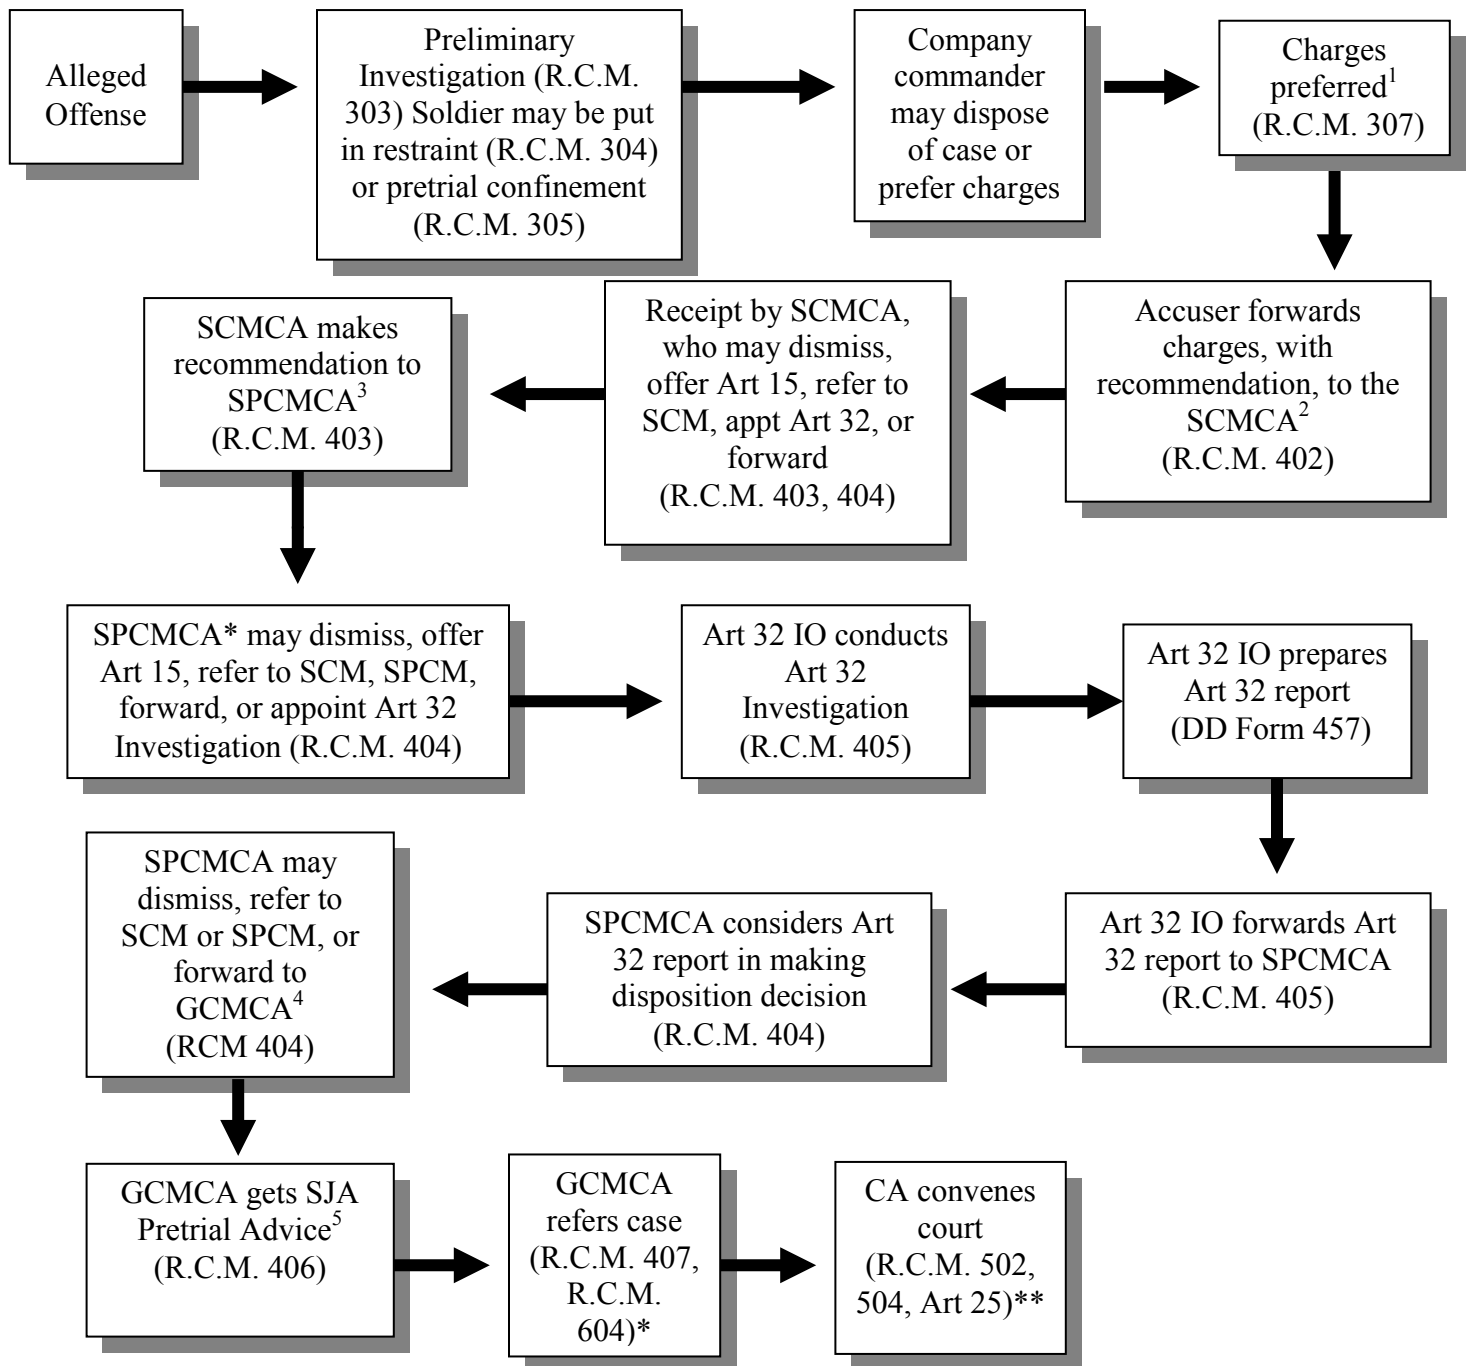 Alleged
Offense
Preliminary
Investigation (R.C.M.
303) Soldier may be put
in restraint (R.C.M. 304)
or pretrial confinement
(R.C.M. 305)
Company
commander
may dispose
of case or
prefer charges
Charges
preferred¹
(R.C.M. 307)
Accuser forwards
charges, with
recommendation, to the
SCMCA²
(R.C.M. 402)
Receipt by SCMCA,
who may dismiss,
offer Art 15, refer to
SCM, appt Art 32, or
forward
(R.C.M. 403, 404)
SCMCA makes
recommendation to
SPCMCA³
(R.C.M. 403)
SPCMCA* may dismiss, offer
Art 15, refer to SCM, SPCM,
forward, or appoint Art 32
Investigation (R.C.M. 404)
Art 32 IO conducts
Art 32
Investigation
(R.C.M. 405)
Art 32 IO prepares
Art 32 report
(DD Form 457)
Art 32 IO forwards Art
32 report to SPCMCA
(R.C.M. 405)
SPCMCA considers Art
32 report in making
disposition decision
(R.C.M. 404)
SPCMCA may
dismiss, refer to
SCM or SPCM, or
forward to
GCMCA⁴
(RCM 404)
GCMCA gets SJA
Pretrial Advice⁵
(R.C.M. 406)
GCMCA
refers case
(R.C.M. 407,
R.C.M.
604)*
CA convenes
court
(R.C.M. 502,
504, Art 25)**